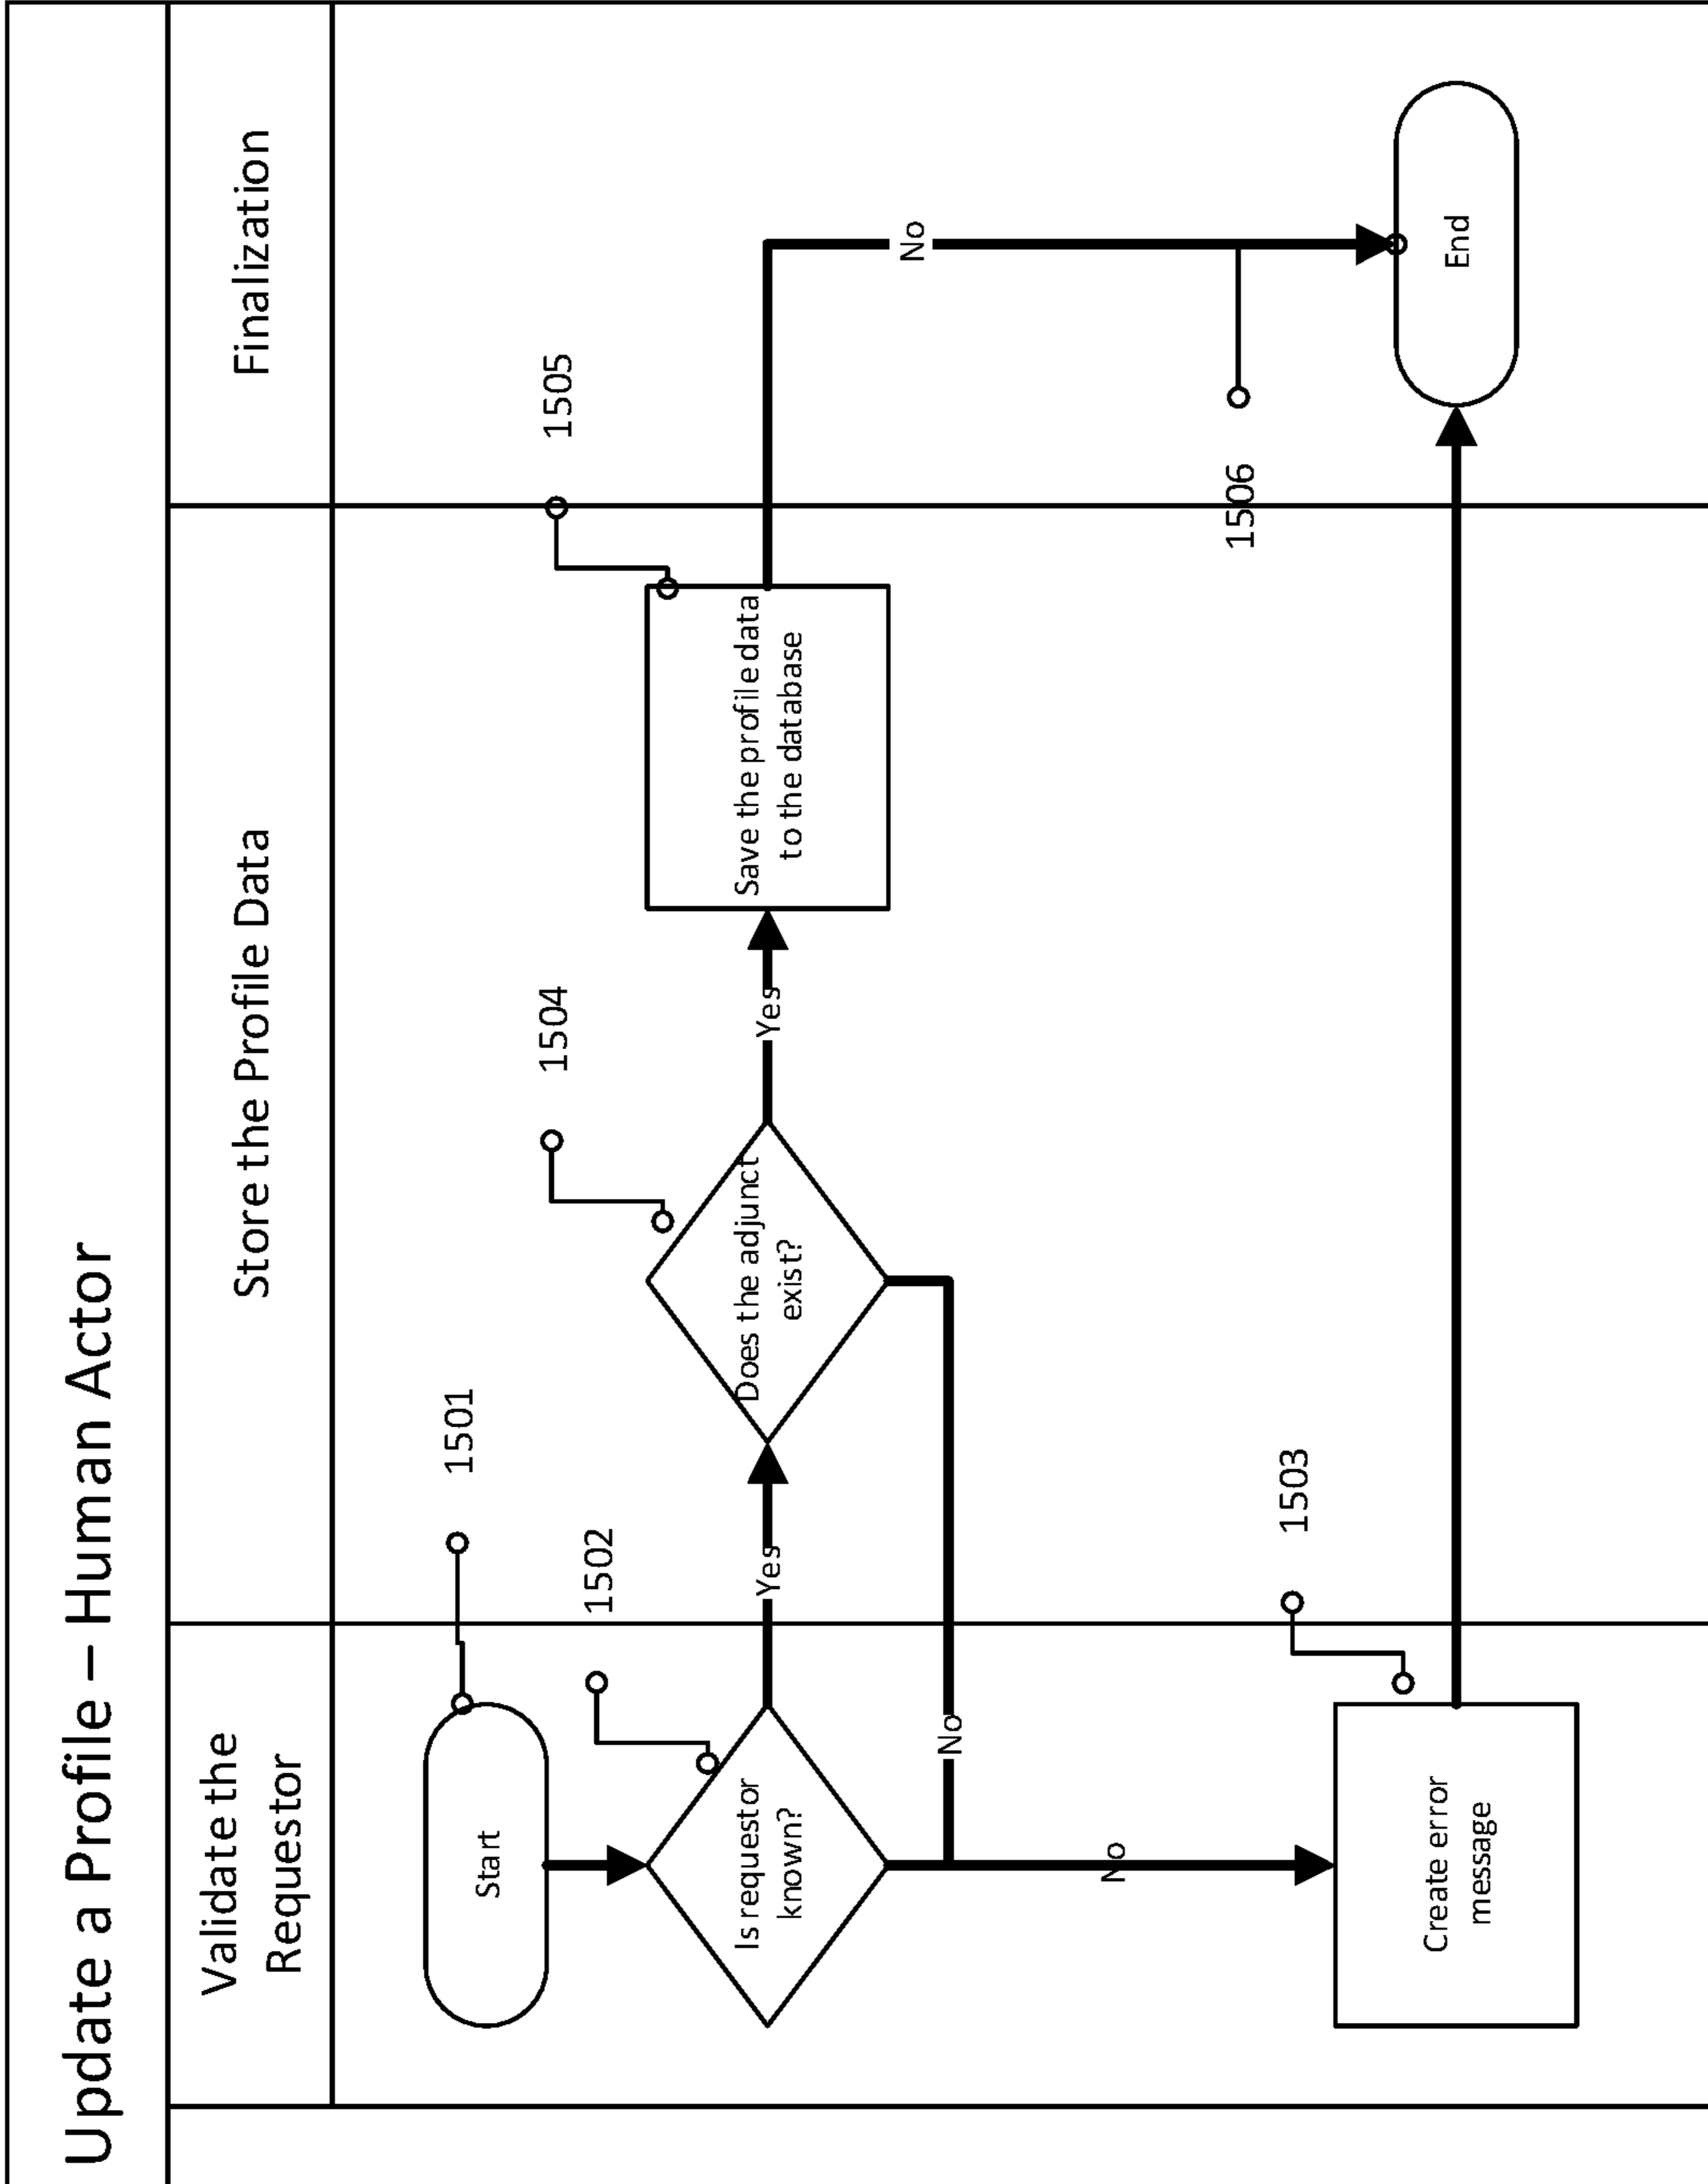 Update a Profile – Human Actor
Validate the
Requestor
Store the Profile Data
Finalization
Start
1501
Is requestor
known?
1502
Yes
Does the adjunct
exist?
1504
Yes
Save the profile data
to the database
1505
No
No
No
1506
Create error
message
1503
End